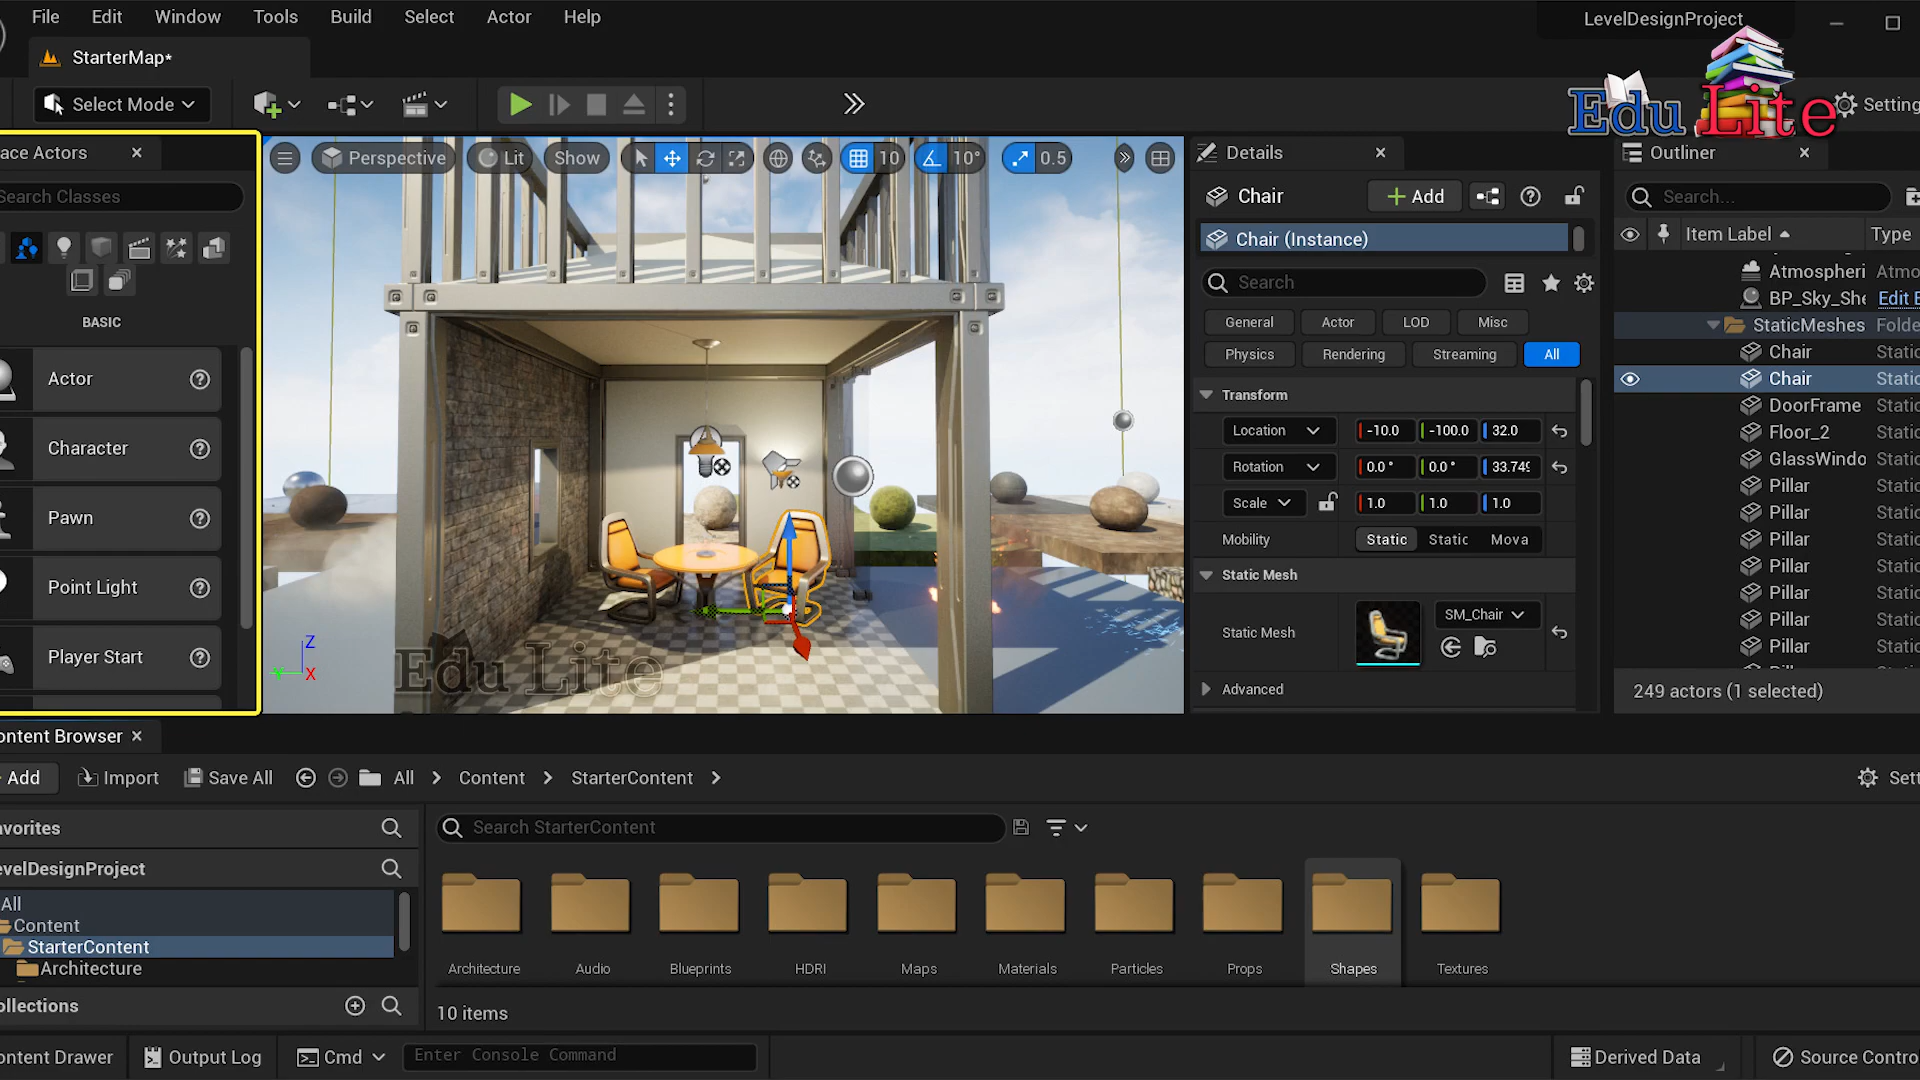 File Edit Window Tools Build Select Actor Help
LevelDesignProject
StarterMap*
Select Mode
Edu Lite
Setting
ace Actors
Search Classes
BASIC
Actor
Character
Pawn
Point Light
Player Start
Perspective Lit Show 10 10° 0.5
Z
Y
X
Edu Lite
Details
Chair
Add
Chair (Instance)
Search
General Actor LOD Misc
Physics Rendering Streaming All
Transform
Location -10.0 -100.0 32.0
Rotation 0.0° 0.0° 33.749
Scale 1.0 1.0 1.0
Mobility Static Static Mova
Static Mesh
Static Mesh SM_Chair
Advanced
Outliner
Search...
Item Label Type
Atmospheri Atmo
BP_Sky_Sh Edit E
StaticMeshes Folde
Chair Static
Chair Static
DoorFrame Static
Floor_2 Static
GlassWindo Static
Pillar Static
Pillar Static
Pillar Static
Pillar Static
Pillar Static
Pillar Static
Pillar Static
249 actors (1 selected)
ontent Browser
Add Import Save All All Content StarterContent
Sett
avorites
evelDesignProject
All
Content
StarterContent
Architecture
ollections
Search StarterContent
Architecture Audio Blueprints HDRI Maps Materials Particles Props Shapes Textures
10 items
ontent Drawer Output Log Cmd Enter Console Command Derived Data Source Contro